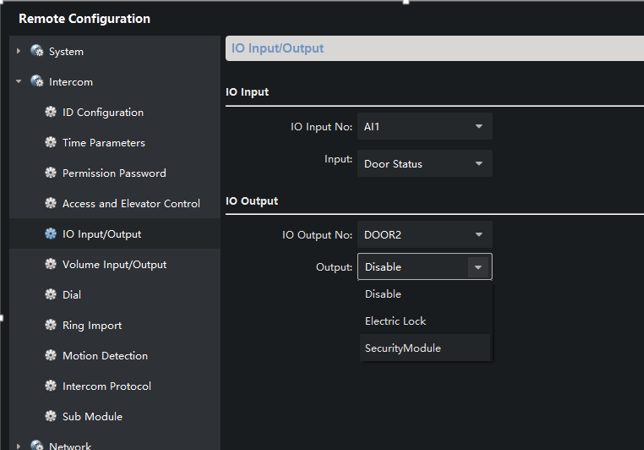 Remote Configuration
System
Intercom
ID Configuration
Time Parameters
Permission Password
Access and Elevator Control
IO Input/Output
Volume Input/Output
Dial
Ring Import
Motion Detection
Intercom Protocol
Sub Module
Network
IO Input/Output
IO Input
IO Input No: AI1
Input: Door Status
IO Output
IO Output No: DOOR2
Output: Disable
Disable
Electric Lock
SecurityModule